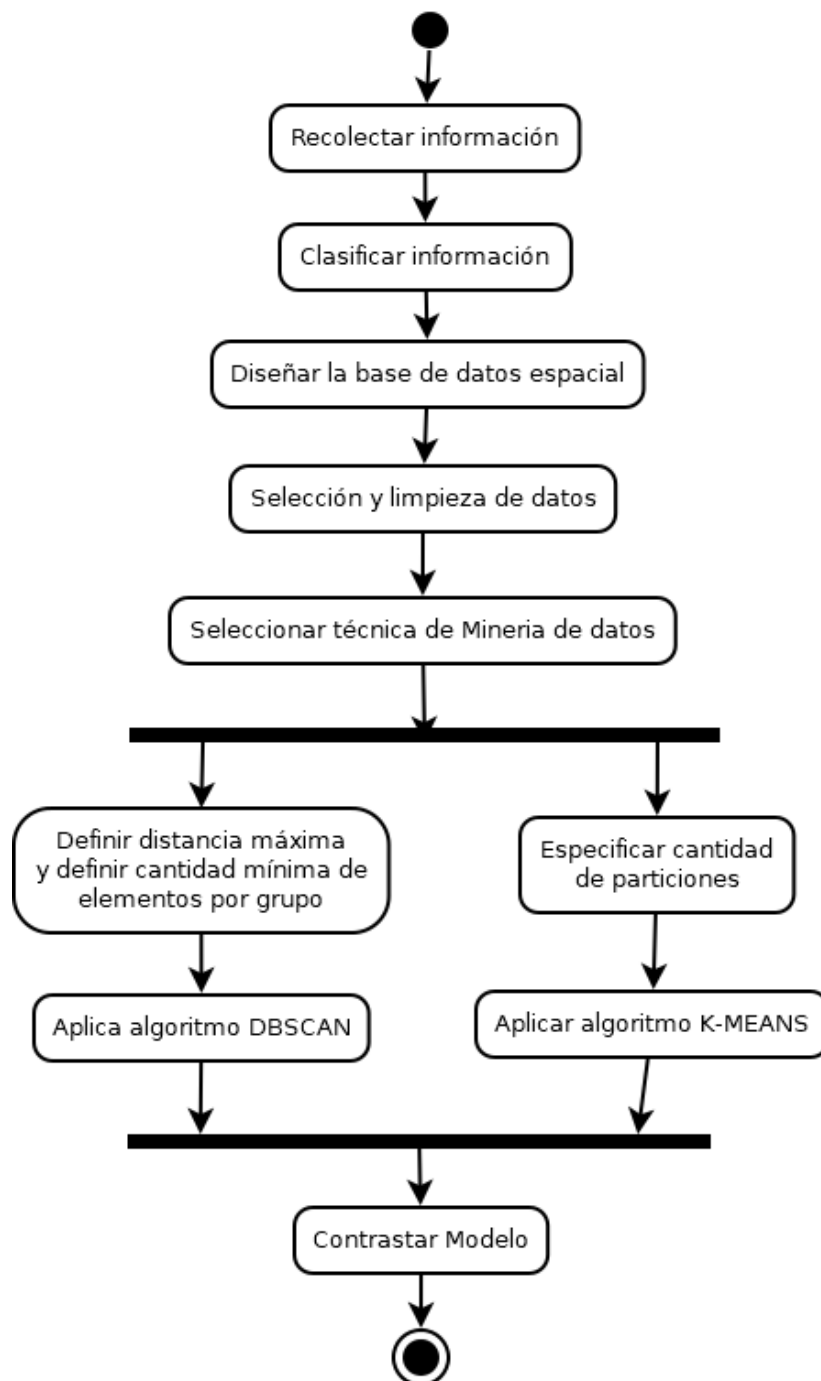 Recolectar información
Clasificar información
Diseñar la base de datos espacial
Selección y limpieza de datos
Seleccionar técnica de Mineria de datos
Definir distancia máxima
y definir cantidad mínima de
elementos por grupo
Especificar cantidad
de particiones
Aplica algoritmo DBSCAN
Aplicar algoritmo K-MEANS
Contrastar Modelo